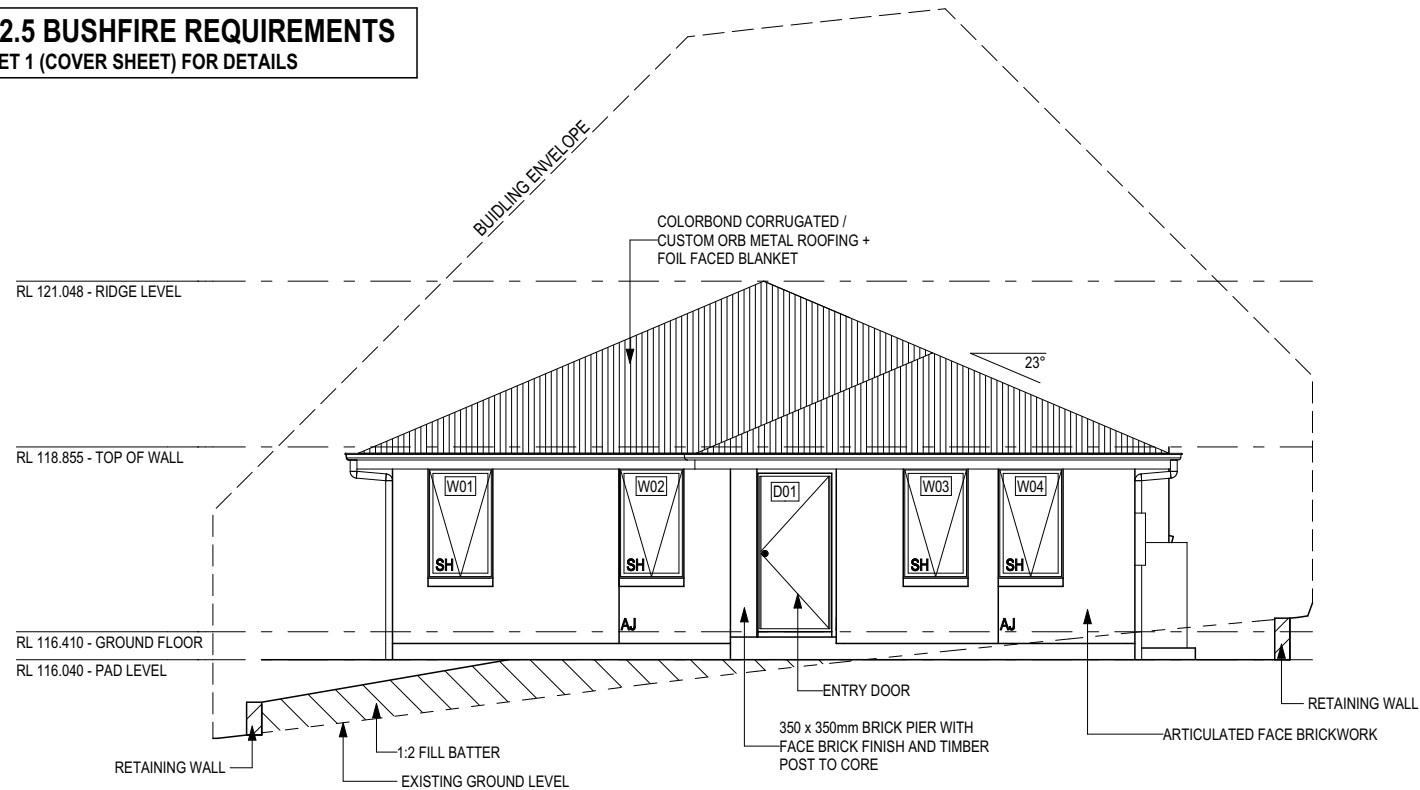 2.5 BUSHFIRE REQUIREMENTS
ET 1 (COVER SHEET) FOR DETAILS
BUIDLING ENVELOPE
COLORBOND CORRUGATED /
CUSTOM ORB METAL ROOFING +
FOIL FACED BLANKET
RL 121.048 - RIDGE LEVEL
23°
RL 118.855 - TOP OF WALL
W01
W02
D01
W03
W04
SH
SH
SH
SH
AJ
AJ
RL 116.410 - GROUND FLOOR
RL 116.040 - PAD LEVEL
ENTRY DOOR
RETAINING WALL
350 x 350mm BRICK PIER WITH
FACE BRICK FINISH AND TIMBER
POST TO CORE
ARTICULATED FACE BRICKWORK
1:2 FILL BATTER
RETAINING WALL
EXISTING GROUND LEVEL